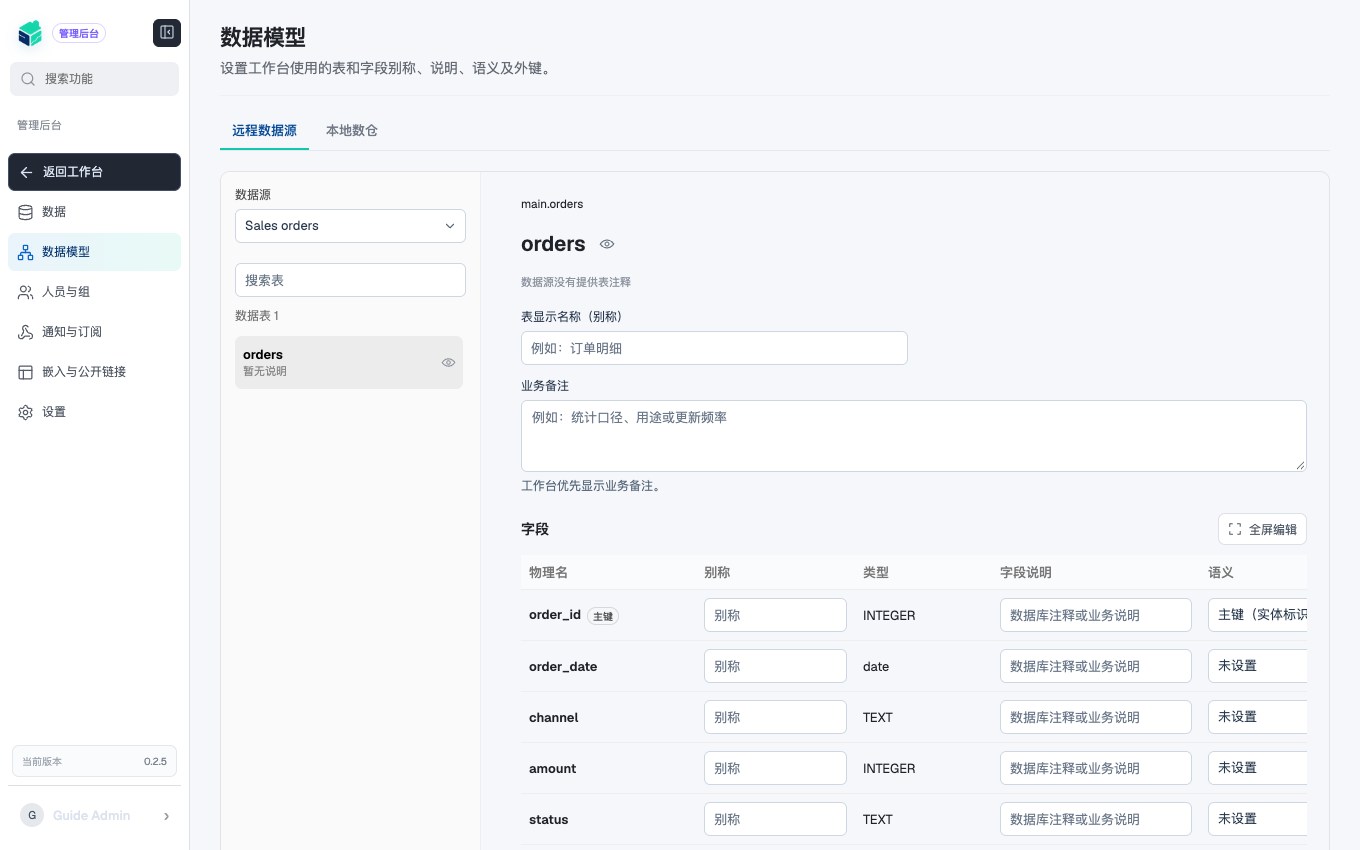 管理后台
搜索功能
管理后台
返回工作台
数据
数据模型
人员与组
通知与订阅
嵌入与公开链接
设置
当前版本 0.2.5
G Guide Admin
数据模型
设置工作台使用的表和字段别称、说明、语义及外键。
远程数据源 本地数仓
数据源
Sales orders
搜索表
数据表 1
orders
暂无说明
main.orders
orders
数据源没有提供表注释
表显示名称（别称）
例如：订单明细
业务备注
例如：统计口径、用途或更新频率
工作台优先显示业务备注。
字段 全屏编辑
物理名 别称 类型 字段说明 语义
order_id 主键 别称 INTEGER 数据库注释或业务说明 主键（实体标识
order_date 别称 date 数据库注释或业务说明 未设置
channel 别称 TEXT 数据库注释或业务说明 未设置
amount 别称 INTEGER 数据库注释或业务说明 未设置
status 别称 TEXT 数据库注释或业务说明 未设置